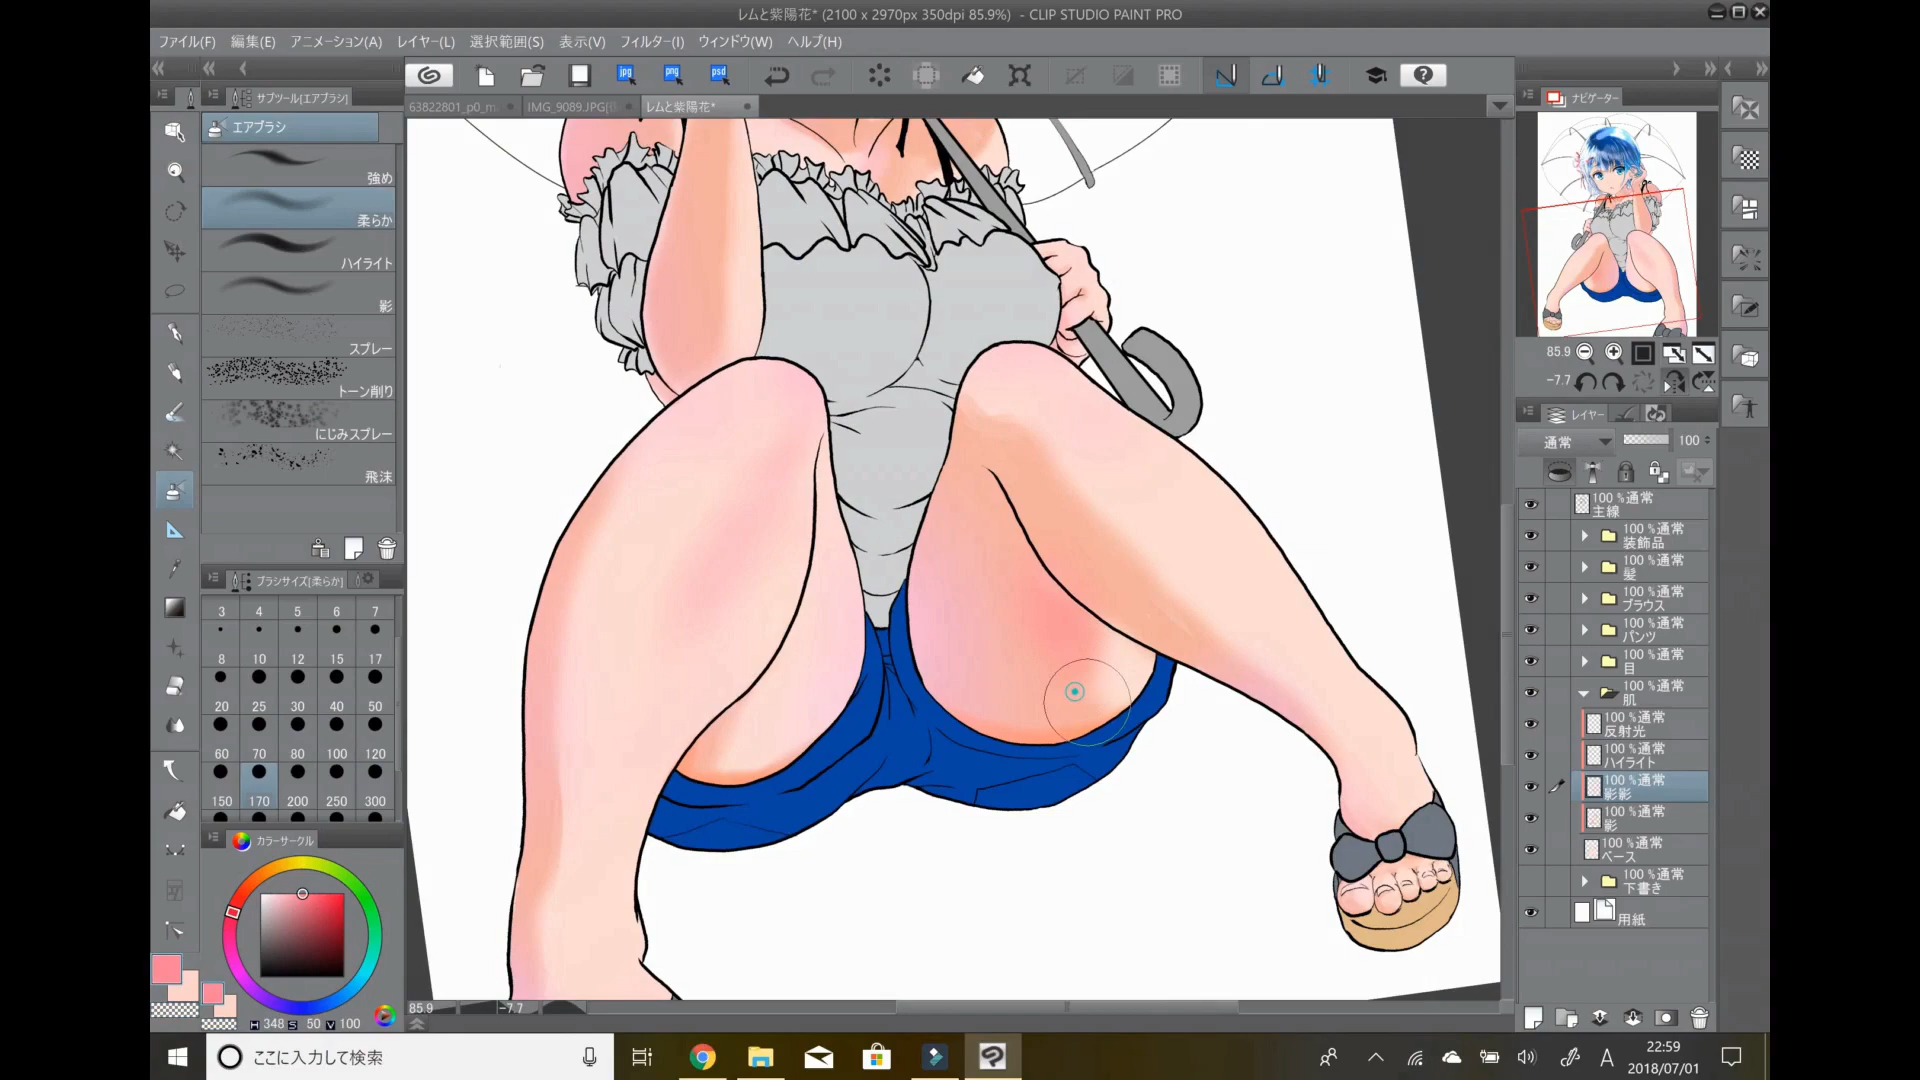 レムと紫陽花* (2100 x 2970px 350dpi 85.9%) - CLIP STUDIO PAINT PRO
ファイル(F) 編集(E) アニメーション(A) レイヤー(L) 選択範囲(S) 表示(V) フィルター(I) ウィンドウ(W) ヘルプ(H)
jpg png psd
63822801_p0_m IMG_9089.JPG レムと紫陽花*
サブツール[エアブラシ]
エアブラシ
強め
柔らか
ハイライト
影
スプレー
トーン削り
にじみスプレー
飛沫
ブラシサイズ[柔らか]
3 4 5 6 7
8 10 12 15 17
20 25 30 40 50
60 70 80 100 120
150 170 200 250 300
カラーサークル
H 348 S 50 V 100
85.9 -7.7
ナビゲーター
85.9
-7.7
レイヤー
通常 100
100 %通常
主線
100 %通常
装飾品
100 %通常
髪
100 %通常
ブラウス
100 %通常
パンツ
100 %通常
目
100 %通常
肌
100 %通常
反射光
100 %通常
ハイライト
100 %通常
影影
100 %通常
影
100 %通常
ベース
100 %通常
下書き
用紙
ここに入力して検索
A
22:59
2018/07/01